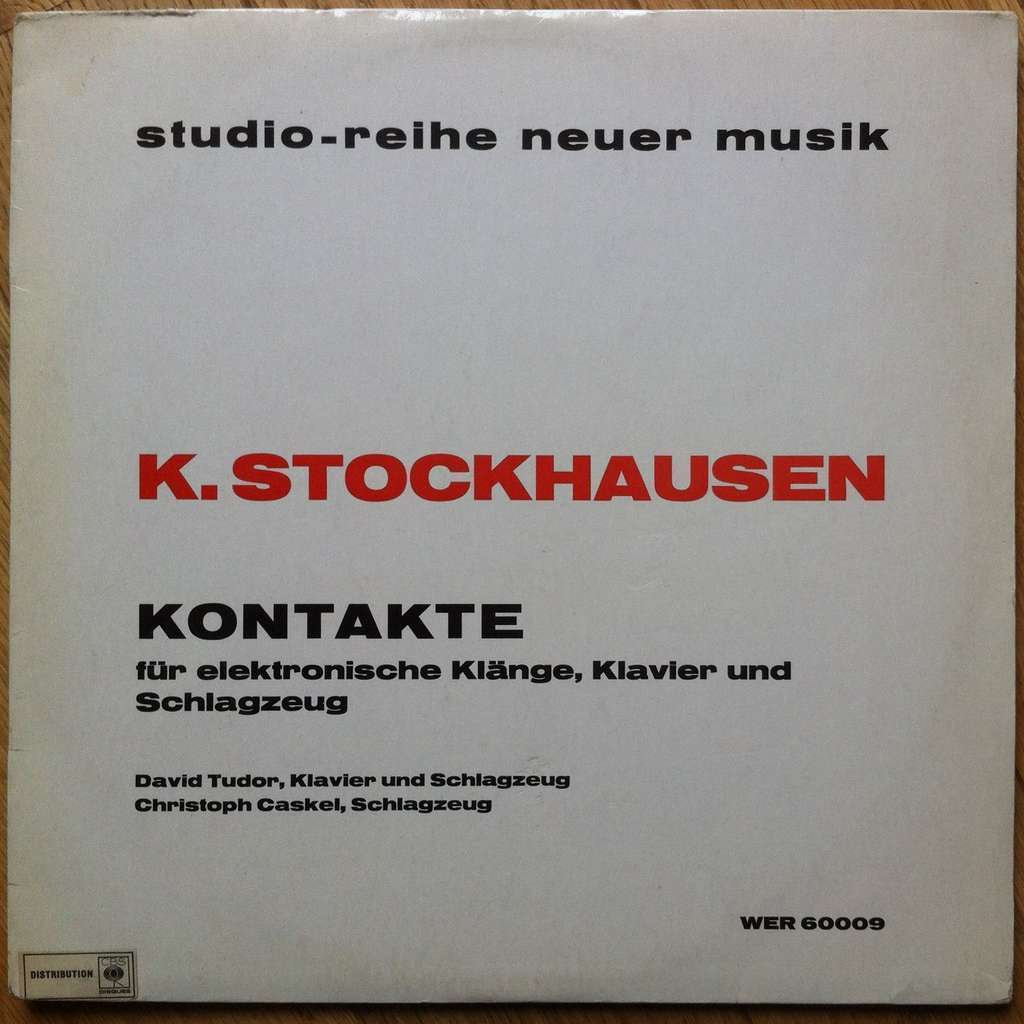 studio-reihe neuer musik
K. STOCKHAUSEN
KONTAKTE
für elektronische Klänge, Klavier und
Schlagzeug
David Tudor, Klavier und Schlagzeug
Christoph Caskel, Schlagzeug
WER 60009
DISTRIBUTION
CBS
DISQUES